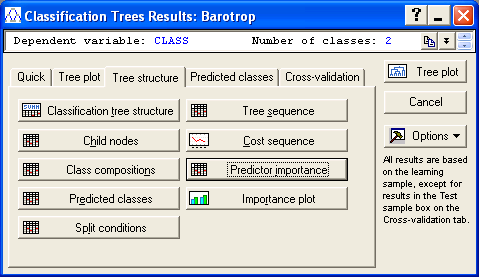 Classification Trees Results: Barotrop
?
Dependent variable: CLASS Number of classes: 2
Quick Tree plot Tree structure Predicted classes Cross-validation
Classification tree structure Tree sequence
Child nodes Cost sequence
Class compositions Predictor importance
Predicted classes Importance plot
Split conditions
Tree plot
Cancel
Options
All results are based
on the learning
sample, except for
results in the Test
sample box on the
Cross-validation tab.